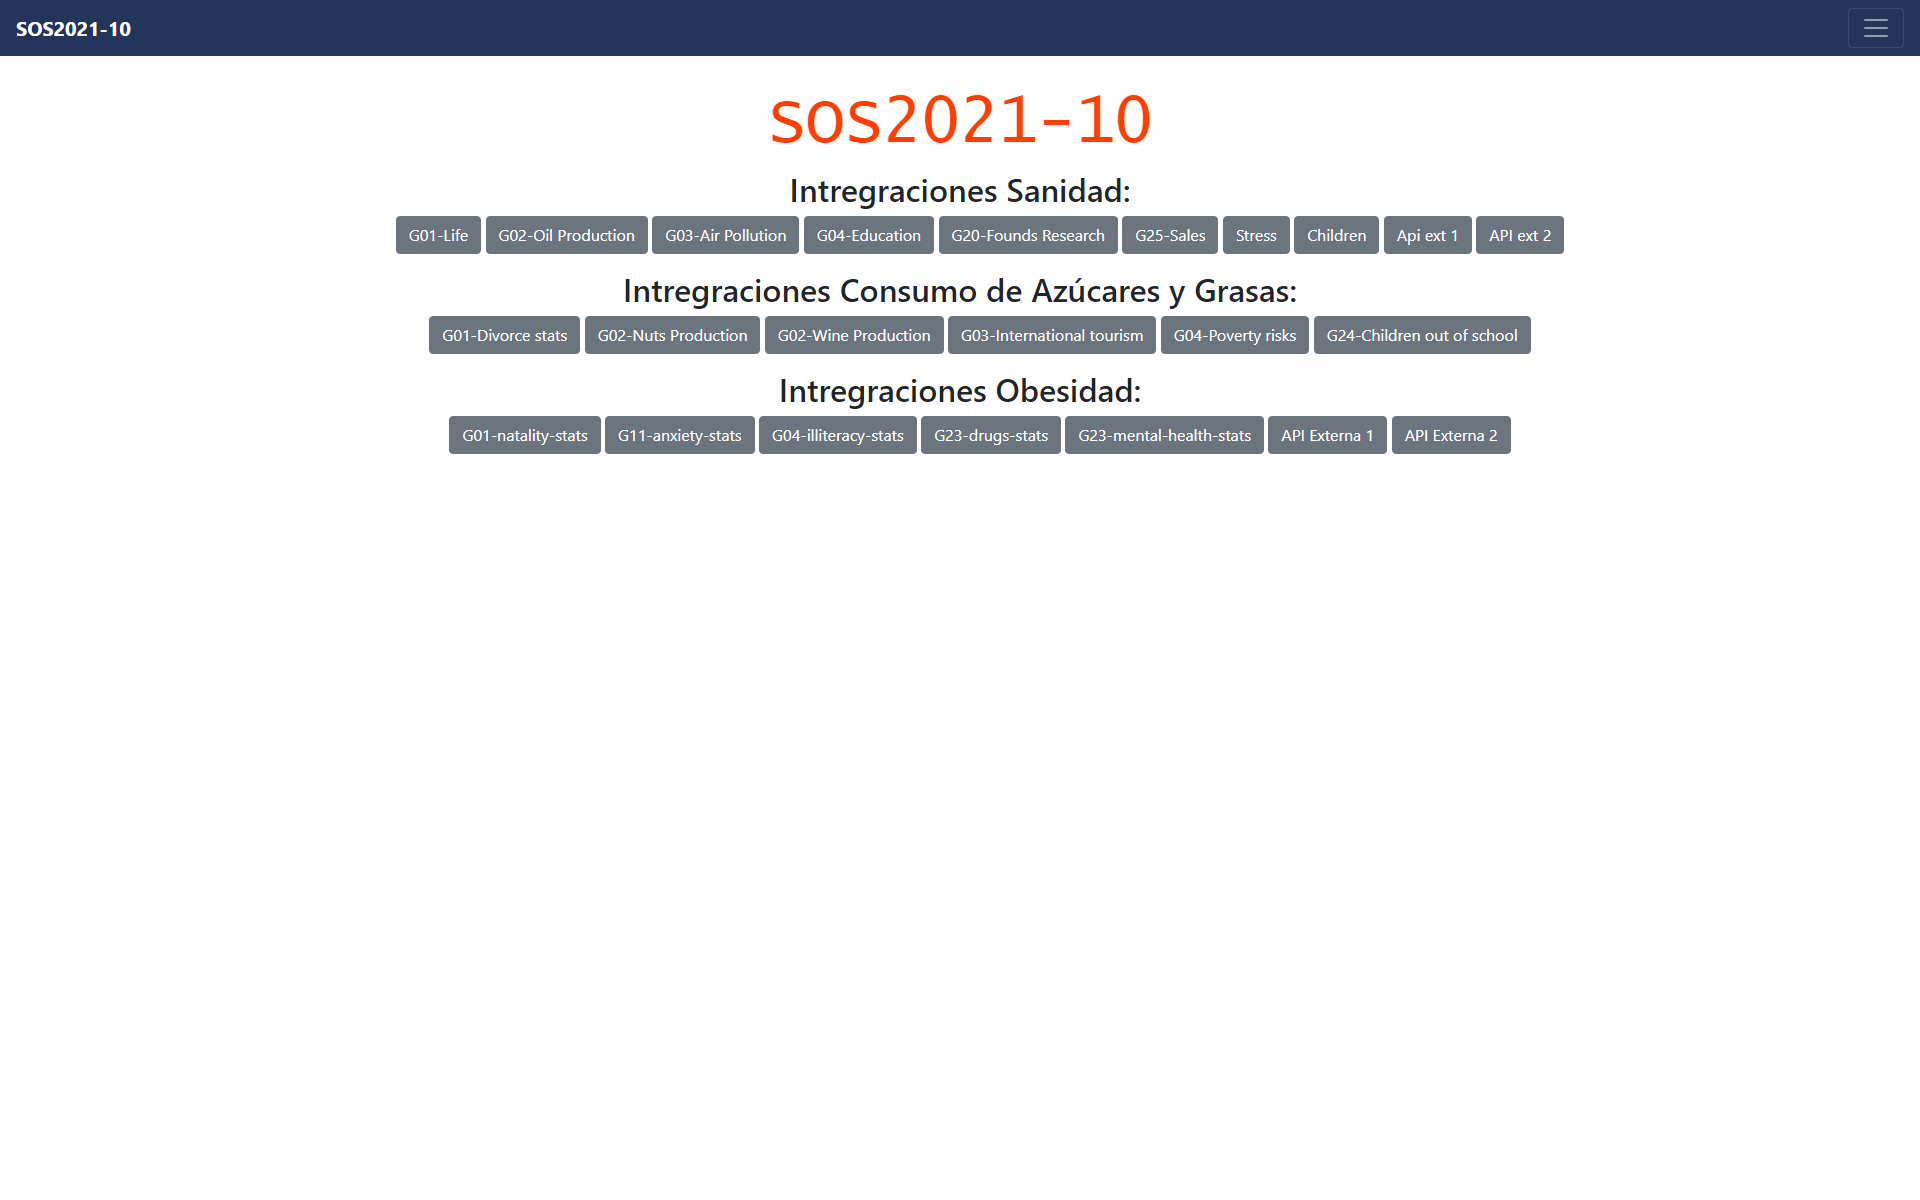 SOS2021-10
SOS2021-10
Intregraciones Sanidad:
G01-Life G02-Oil Production G03-Air Pollution G04-Education G20-Founds Research G25-Sales Stress Children Api ext 1 API ext 2
Intregraciones Consumo de Azúcares y Grasas:
G01-Divorce stats G02-Nuts Production G02-Wine Production G03-International tourism G04-Poverty risks G24-Children out of school
Intregraciones Obesidad:
G01-natality-stats G11-anxiety-stats G04-illiteracy-stats G23-drugs-stats G23-mental-health-stats API Externa 1 API Externa 2